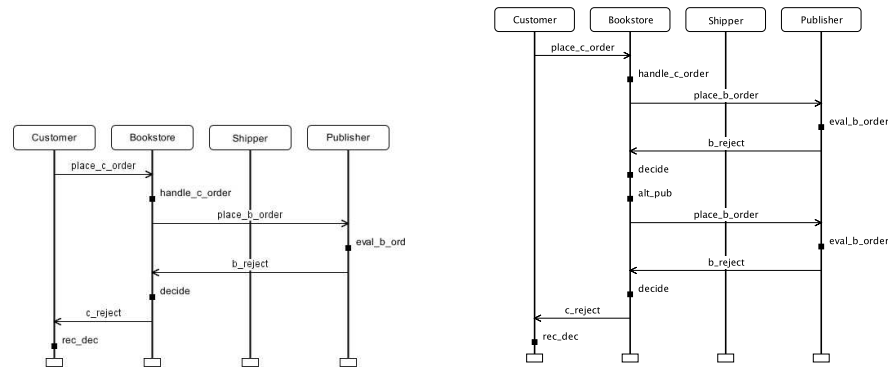 Customer Bookstore Shipper Publisher
place_c_order
handle_c_order
place_b_order
eval_b_ord
b_reject
decide
c_reject
rec_dec
Customer Bookstore Shipper Publisher
place_c_order
handle_c_order
place_b_order
eval_b_order
b_reject
decide
alt_pub
place_b_order
eval_b_order
b_reject
decide
c_reject
rec_dec